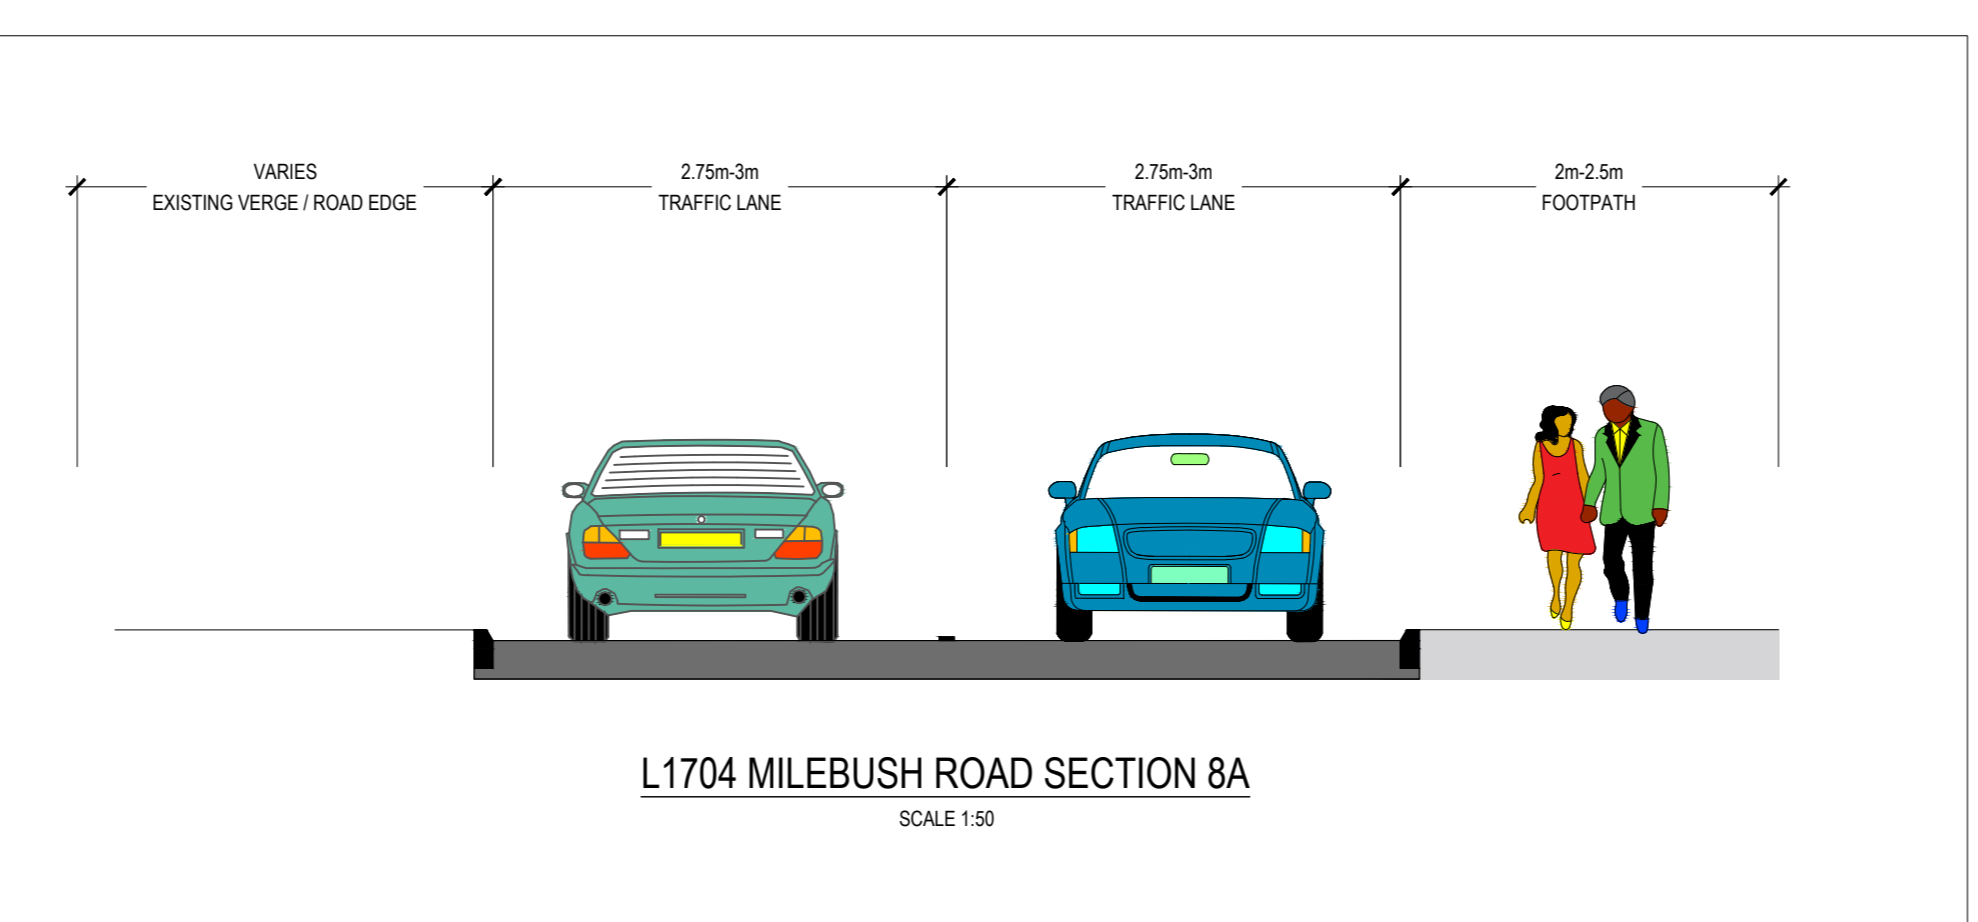 VARIES
EXISTING VERGE / ROAD EDGE
2.75m-3m
TRAFFIC LANE
2.75m-3m
TRAFFIC LANE
2m-2.5m
FOOTPATH
L1704 MILEBUSH ROAD SECTION 8A
SCALE 1:50